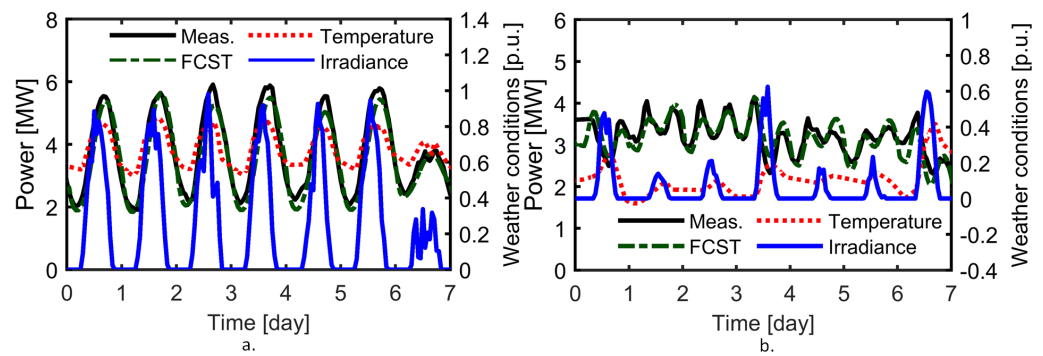 8
6
4
2
0
Power [MW]
Meas.
Temperature
FCST
Irradiance
1.4
1.2
1
0.8
0.6
0.4
0.2
0
Weather conditions [p.u.]
0 1 2 3 4 5 6 7
Time [day]
a.
6
5
4
3
2
1
0
Power [MW]
Meas.
Temperature
FCST
Irradiance
1
0.8
0.6
0.4
0.2
0
-0.2
-0.4
Weather conditions [p.u.]
0 1 2 3 4 5 6 7
Time [day]
b.